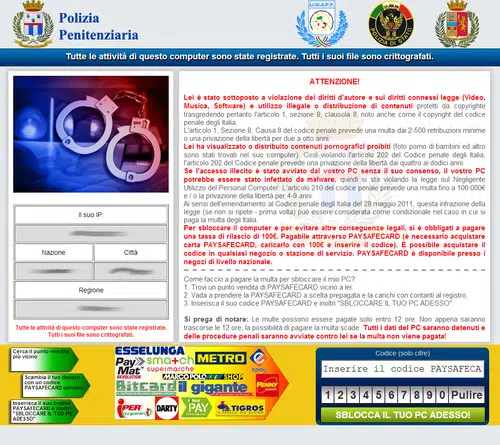 Polizia
Penitenziaria
U.N.A.P.P.
POLIZIA DI STATO
Tutte le attività di questo computer sono state registrate. Tutti i suoi file sono crittografati.
Il suo IP:
Nazione
Città
Regione
Tutte le attività di questo computer sono state registrate.
Tutti i suoi file sono crittografati.
ATTENZIONE!
Lei è stato sottoposto a violazione dei diritti d'autore e sui diritti connessi legge (Video,
Musica, Software) e utilizzo illegale o distribuzione di contenuti protetti da copyrighte
trasgredendo pertanto l'articolo 1, sezione 8, clausola 8, noto anche come il copyright del codice
penale degli Italia.
L'articolo 1, Sezione 8, Causa 8 del codice penale prevede una multa dai 2-500 retribuzioni minime
o una privazione della libertà per due a otto anni.
Lei ha visualizzato o distribuito contenuti pornografici proibiti (foto porno di bambini ed altro
sono stati trovati nel suo computer). Così violando l'articolo 202 del Codice penale degli Italia,
l'articolo 202 del Codice penale prevede una privazione della libertà dai quattro ai dodici anni.
Se l'accesso illecito è stato avviato dal vostro PC senza il suo consenso, il vostro PC
potrebbe essere stato infettato da malware, quindi si sta violando la legge sul Negligente
Utilizzo del Personal Computer. L'articolo 210 del codice penale prevede una multa fino a 100 000€
e / o la privazione della libertà per 4-9 anni.
Ai sensi dell'emendamento al Codice penale degli Italia del 28 maggio 2011, questa infrazione della
legge (se non si ripete - prima volta) può essere considerata come condizionale nel caso in cui si
paga la multa degli Italia.
Per sbloccare il computer e per evitare altre conseguenze legali, si è obbligati a pagare
una tassa di rilascio di 100€. Pagabile attraverso PAYSAFECARD (è necessario acquistare
carta PAYSAFECARD, caricarlo con 100€ e inserire il codice). E possibile acquistare il
codice in qualsiasi negozio o stazione di servizio. PAYSAFECARD è disponibile presso i
negozi di livello nazionale.
Come faccio a pagare la multa per sbloccare il mio PC?
1. Trovi un punto vendita di PAYSAFECARD vicino a lei.
2. Vada a prendere la PAYSAFECARD a scelta prepagata e la carichi con contanti al registro.
3. Inserisca il suo codice PAYSAFECARD e inoltri "SBLOCCARE IL TUO PC ADESSO"
Si prega di notare: Le multe possono essere pagate solo entro 12 ore. Non appena saranno
trascorse le 12 ore, la possibilità di pagare la multa scade. Tutti i dati del PC saranno detenuti e
delle procedure penali saranno avviate contro lei se la multa non viene pagata!
Cerca il punto vendita
più vicino
Scambia il tuo denaro
con un codice
PAYSAFECARD univoco
Inserisca il suo codice
PAYSAFECARD e inoltri
"SBLOCCARE IL TUO PC
ADESSO"
ESSELUNGA
Pay
Mat
REVOLUTION
sma+ch
supermarche
METRO
epay
MARCOPOLO SHOP
Bitcard
il gigante
PENNY
IPER
DARTY
PAY
TIGROS
Codice (solo cifre)
Inserire il codice PAYSAFECA
1 2 3 4 5 6 7 8 9 0 Pulire
SBLOCCA IL TUO PC ADESSO!